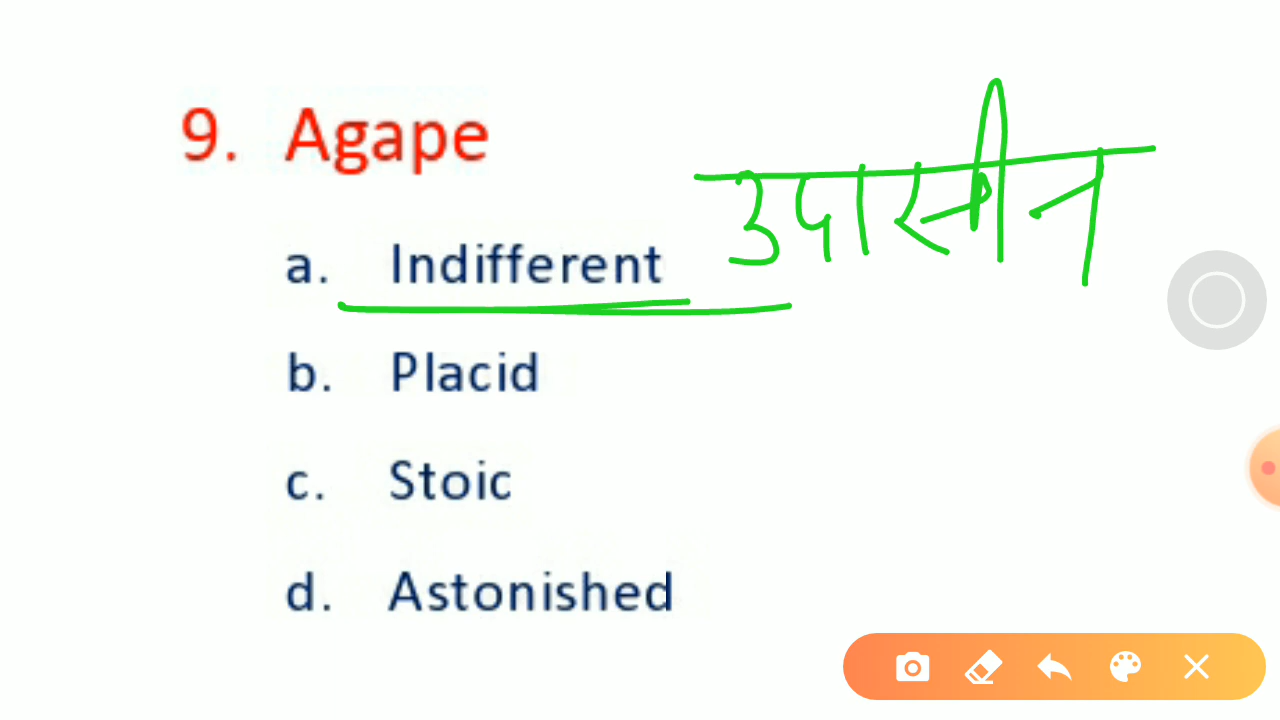 9. Agape
a. Indifferent उदासीन
b. Placid
c. Stoic
d. Astonished